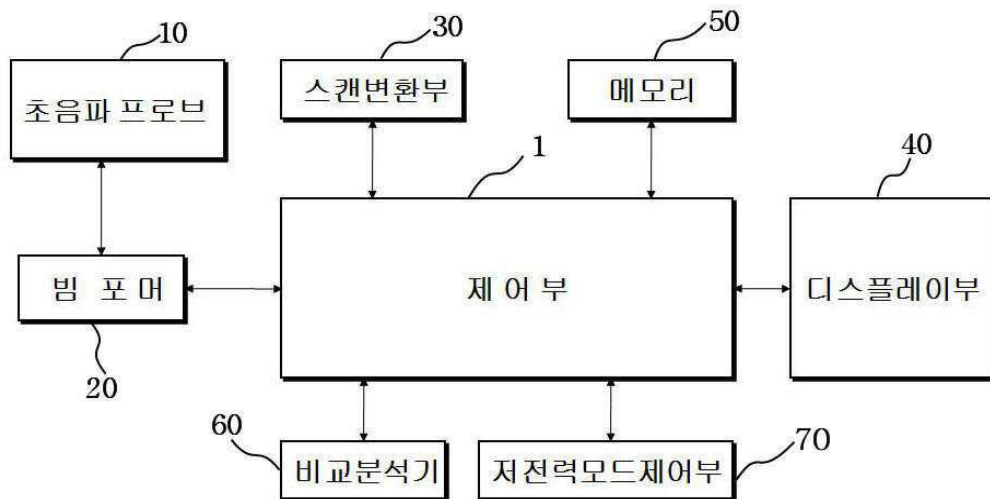 10
30
50
초음파 프로브
스캔변환부
메모리
1
40
빔 포머
제어부
디스플레이부
20
60
비교분석기
저전력모드제어부
70